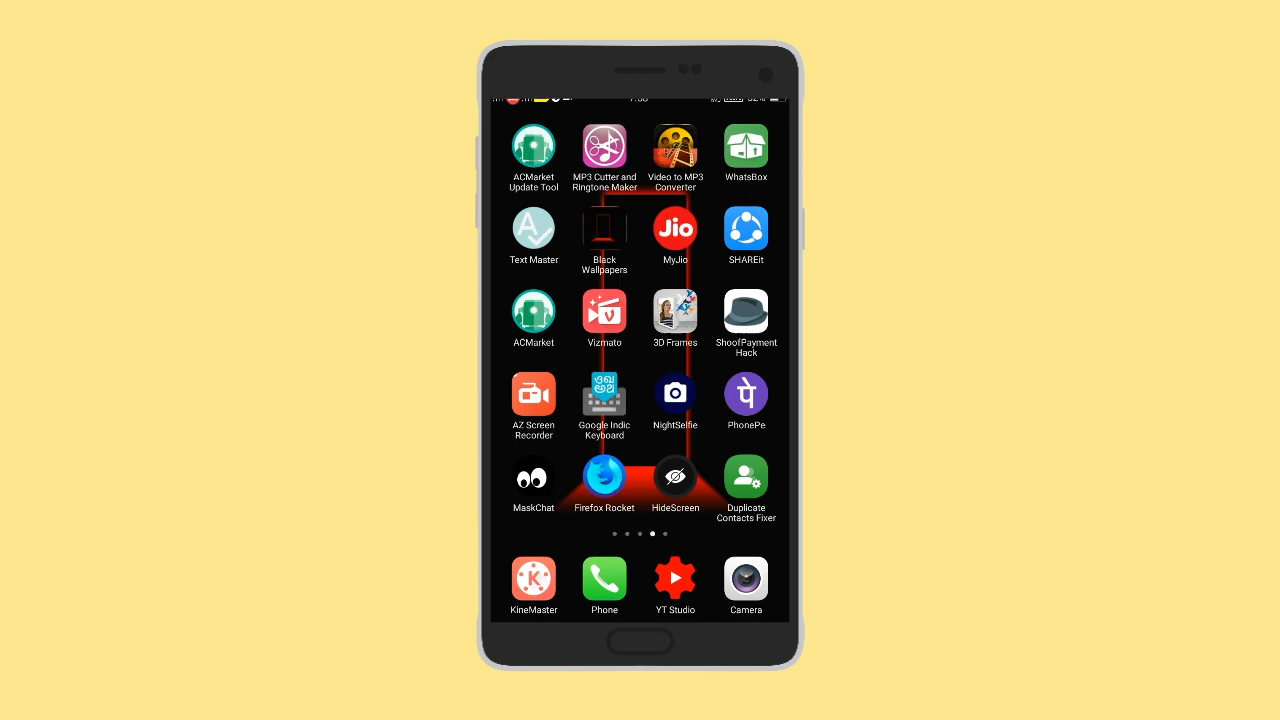 ACMarket Update Tool
MP3 Cutter and Ringtone Maker
Video to MP3 Converter
WhatsBox
A
Text Master
Black Wallpapers
Jio
MyJio
SHAREit
ACMarket
V
Vizmato
3D Frames
ShoofPayment Hack
AZ Screen Recorder
Google Indic Keyboard
NightSelfie
पे
PhonePe
MaskChat
Firefox Rocket
HideScreen
Duplicate Contacts Fixer
K
KineMaster
Phone
YT Studio
Camera